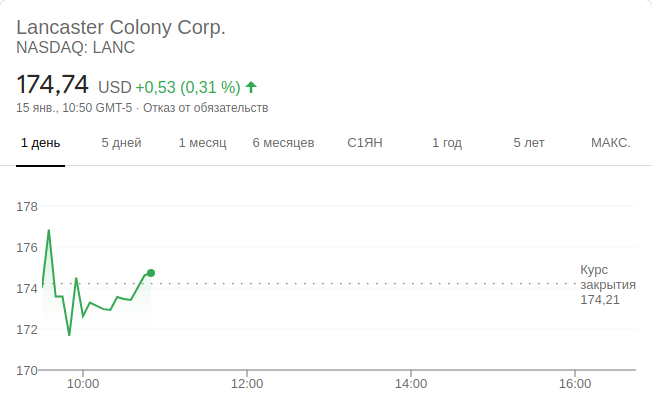 Lancaster Colony Corp.
NASDAQ: LANC
174,74 USD +0,53 (0,31 %)
15 янв., 10:50 GMT-5 · Отказ от обязательств
1 день 5 дней 1 месяц 6 месяцев С1ЯН 1 год 5 лет МАКС.
178
176
174
172
170
Курс
закрытия
174,21
10:00 12:00 14:00 16:00